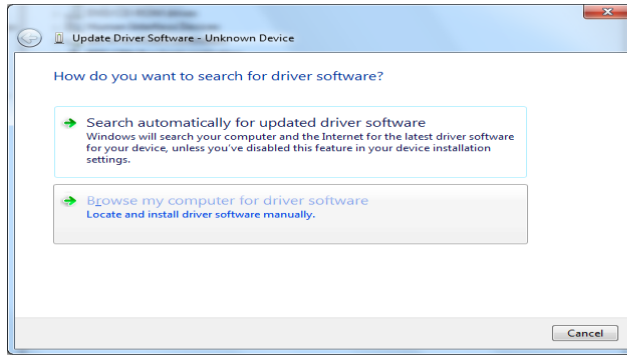 Update Driver Software - Unknown Device
How do you want to search for driver software?
Search automatically for updated driver software
Windows will search your computer and the Internet for the latest driver software
for your device, unless you've disabled this feature in your device installation
settings.
Browse my computer for driver software
Locate and install driver software manually.
Cancel